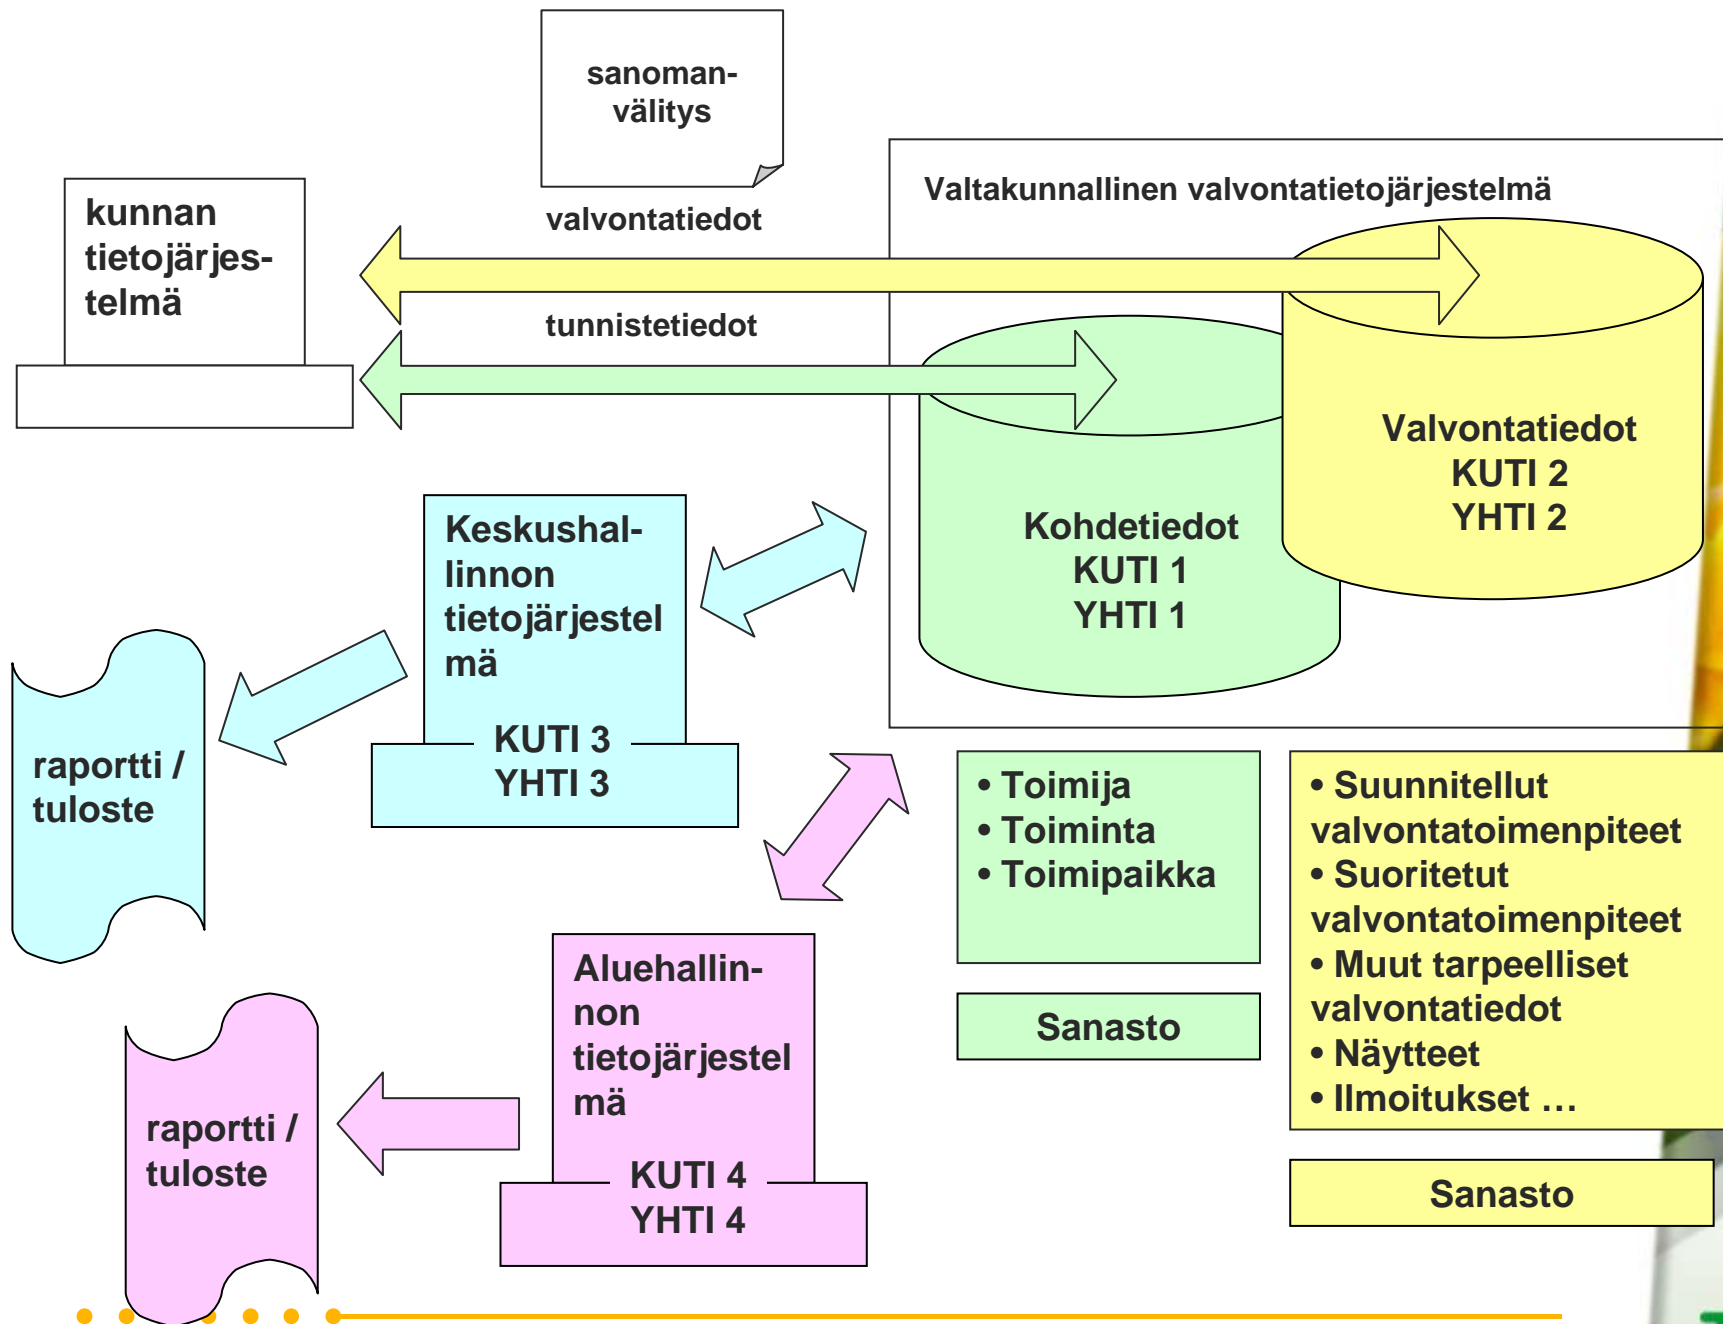 sanoman-
välitys
Valtakunnallinen valvontatietojärjestelmä
kunnan
tietojärjes-
telmä
valvontatiedot
tunnistetiedot
Valvontatiedot
KUTI 2
YHTI 2
Kohdetiedot
KUTI 1
YHTI 1
Keskushal-
linnon
tietojärjestel
mä
KUTI 3
YHTI 3
raportti /
tuloste
• Toimija
• Toiminta
• Toimipaikka
Sanasto
• Suunnitellut
valvontatoimenpiteet
• Suoritetut
valvontatoimenpiteet
• Muut tarpeelliset
valvontatiedot
• Näytteet
• Ilmoitukset …
Sanasto
Aluehallin-
non
tietojärjestel
mä
KUTI 4
YHTI 4
raportti /
tuloste